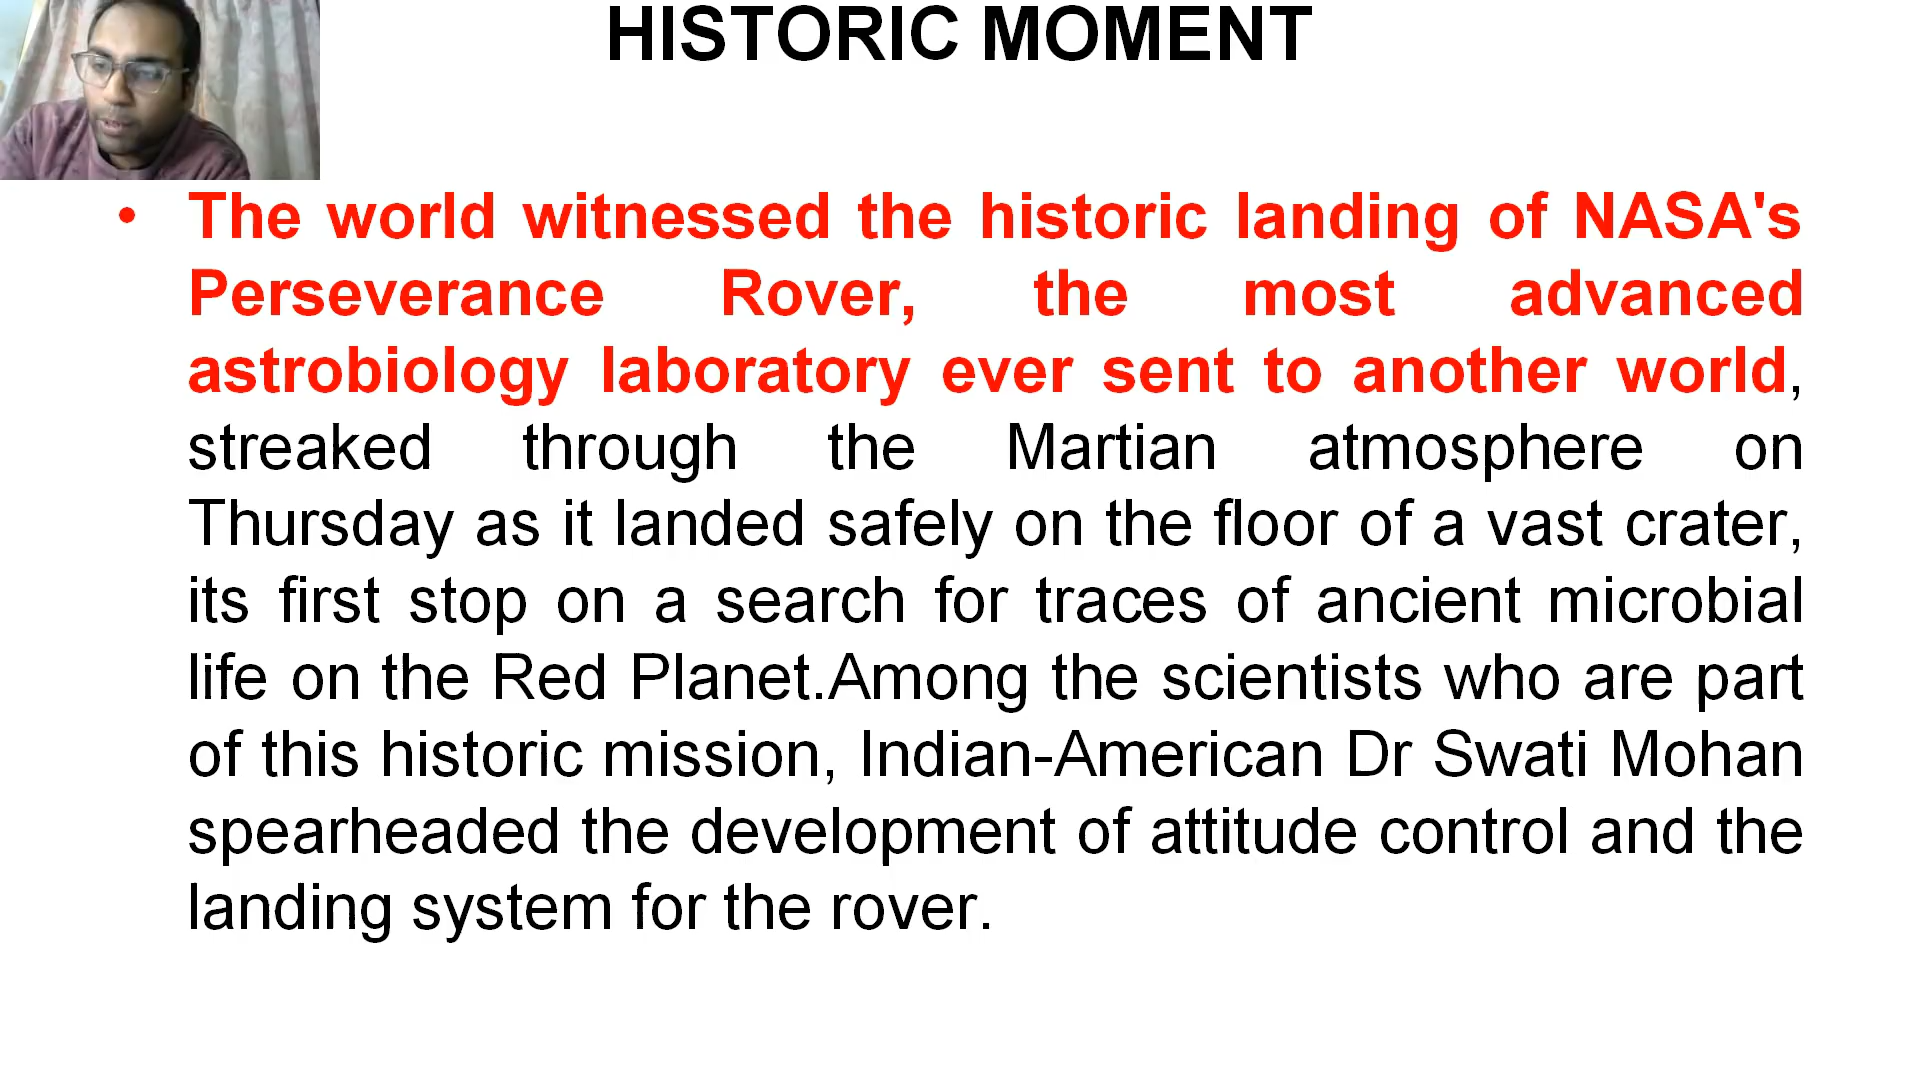 HISTORIC MOMENT
• The world witnessed the historic landing of NASA's
Perseverance Rover, the most advanced
astrobiology laboratory ever sent to another world,
streaked through the Martian atmosphere on
Thursday as it landed safely on the floor of a vast crater,
its first stop on a search for traces of ancient microbial
life on the Red Planet.Among the scientists who are part
of this historic mission, Indian-American Dr Swati Mohan
spearheaded the development of attitude control and the
landing system for the rover.